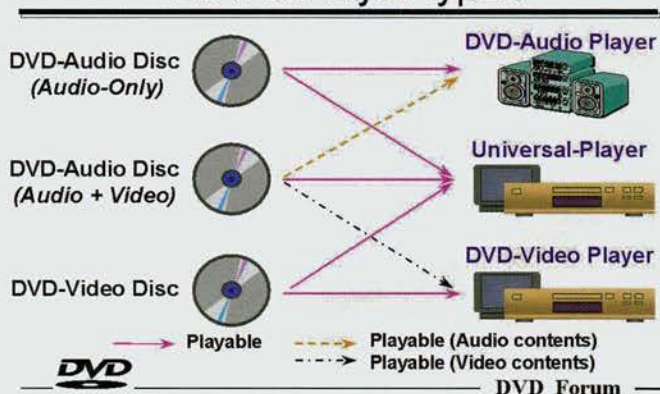 DVD-Audio Disc
(Audio-Only)
DVD-Audio Player
DVD-Audio Disc
(Audio + Video)
Universal-Player
DVD-Video Disc
DVD-Video Player
Playable
Playable (Audio contents)
Playable (Video contents)
DVD
DVD Forum